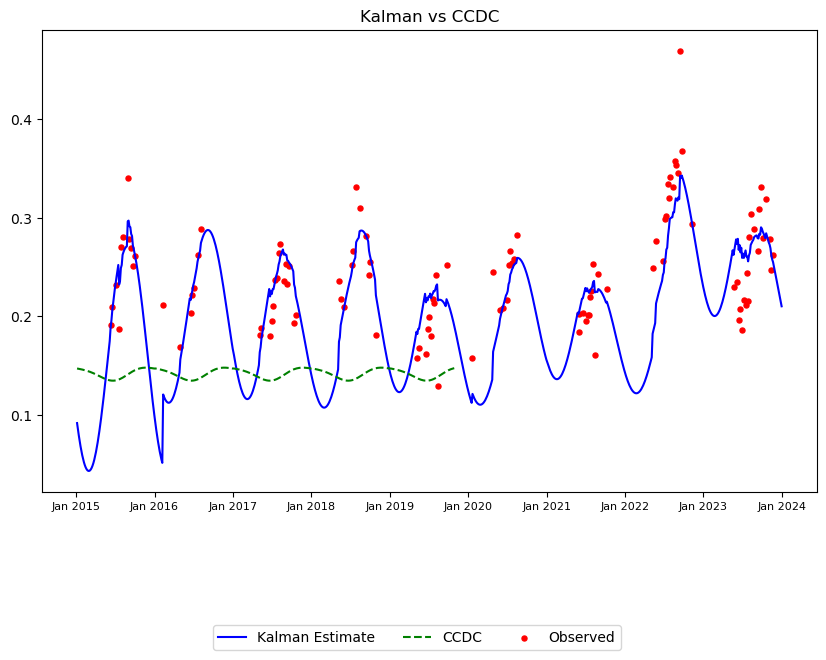 Kalman vs CCDC
0.4
0.3
0.2
0.1
Jan 2015 Jan 2016 Jan 2017 Jan 2018 Jan 2019 Jan 2020 Jan 2021 Jan 2022 Jan 2023 Jan 2024
Kalman Estimate CCDC Observed